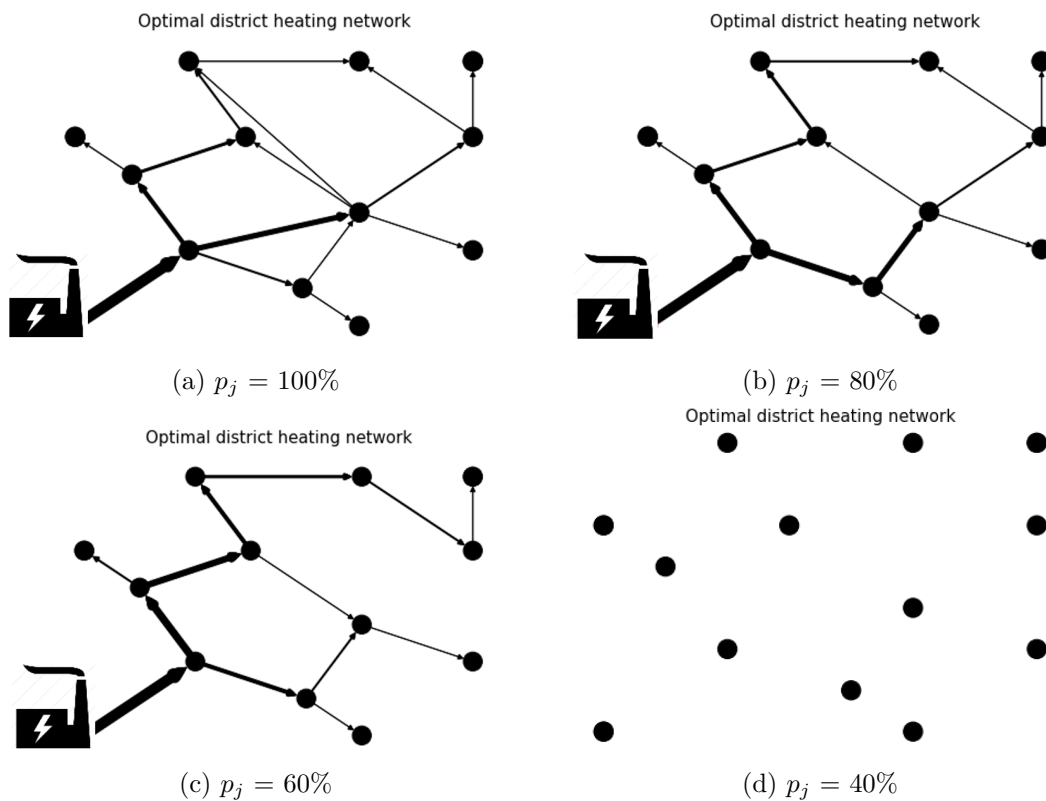 Optimal district heating network
Optimal district heating network
(a) p_j = 100%
(b) p_j = 80%
Optimal district heating network
Optimal district heating network
(c) p_j = 60%
(d) p_j = 40%